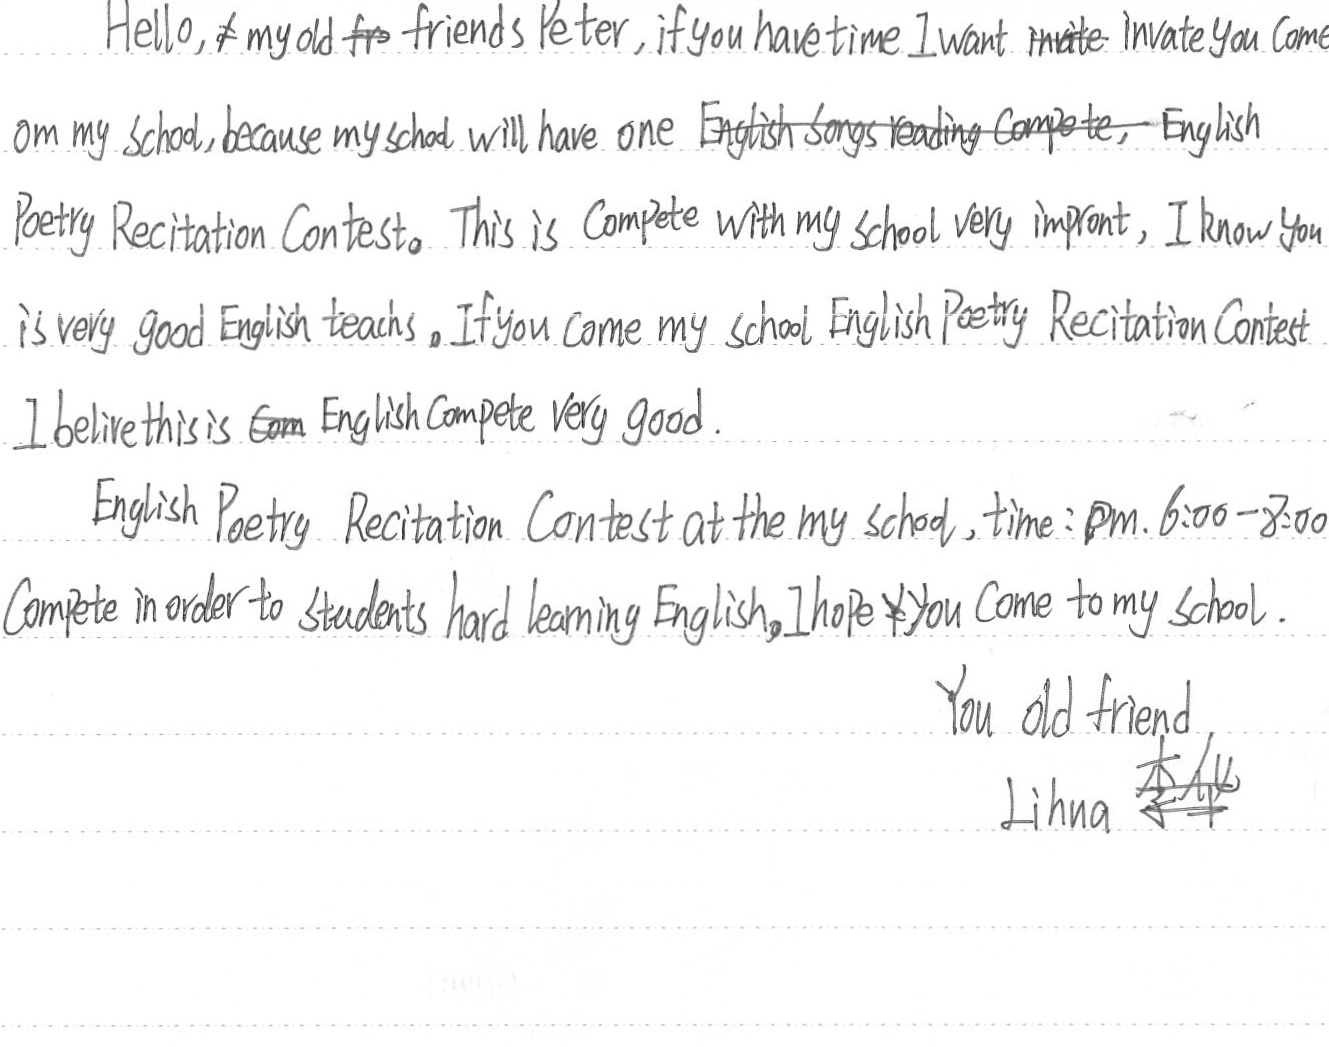 Hello, my old friends Peter, if you have time I want invate you Come
om my school, because my school will have one English
Poetry Recitation Contest。 This is Compete with my school very impront, I know you
is very good English teachs。If you come my school English Poetry Recitation Contest
I belive this is English Compete very good.
English Poetry Recitation Contest at the my school, time: pm. 6:00-8:00
Compete in order to students hard learning English。I hope you Come to my school.
You old friend
Lihua